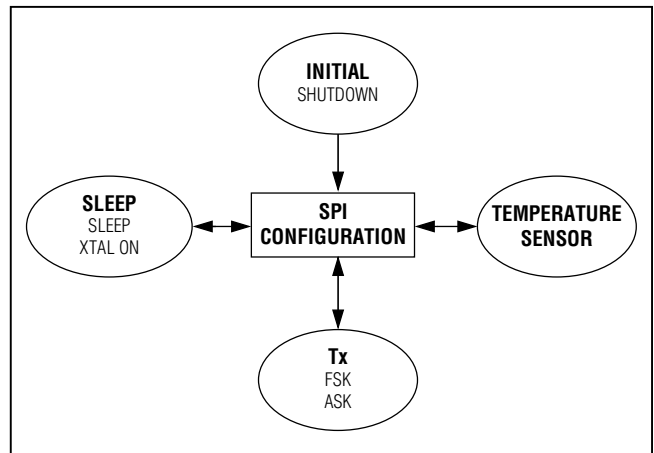 INITIAL
SHUTDOWN
SLEEP
SLEEP
XTAL ON
SPI
CONFIGURATION
TEMPERATURE
SENSOR
Tx
FSK
ASK